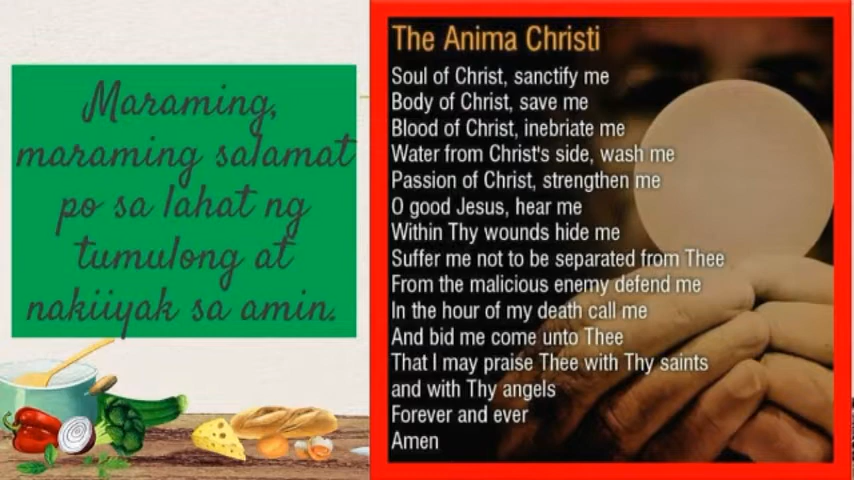 Maraming,
maraming salamat
po sa lahat ng
tumulong at
nakiiyak sa amin.
The Anima Christi
Soul of Christ, sanctify me
Body of Christ, save me
Blood of Christ, inebriate me
Water from Christ's side, wash me
Passion of Christ, strengthen me
O good Jesus, hear me
Within Thy wounds hide me
Suffer me not to be separated from Thee
From the malicious enemy defend me
In the hour of my death call me
And bid me come unto Thee
That I may praise Thee with Thy saints
and with Thy angels
Forever and ever
Amen